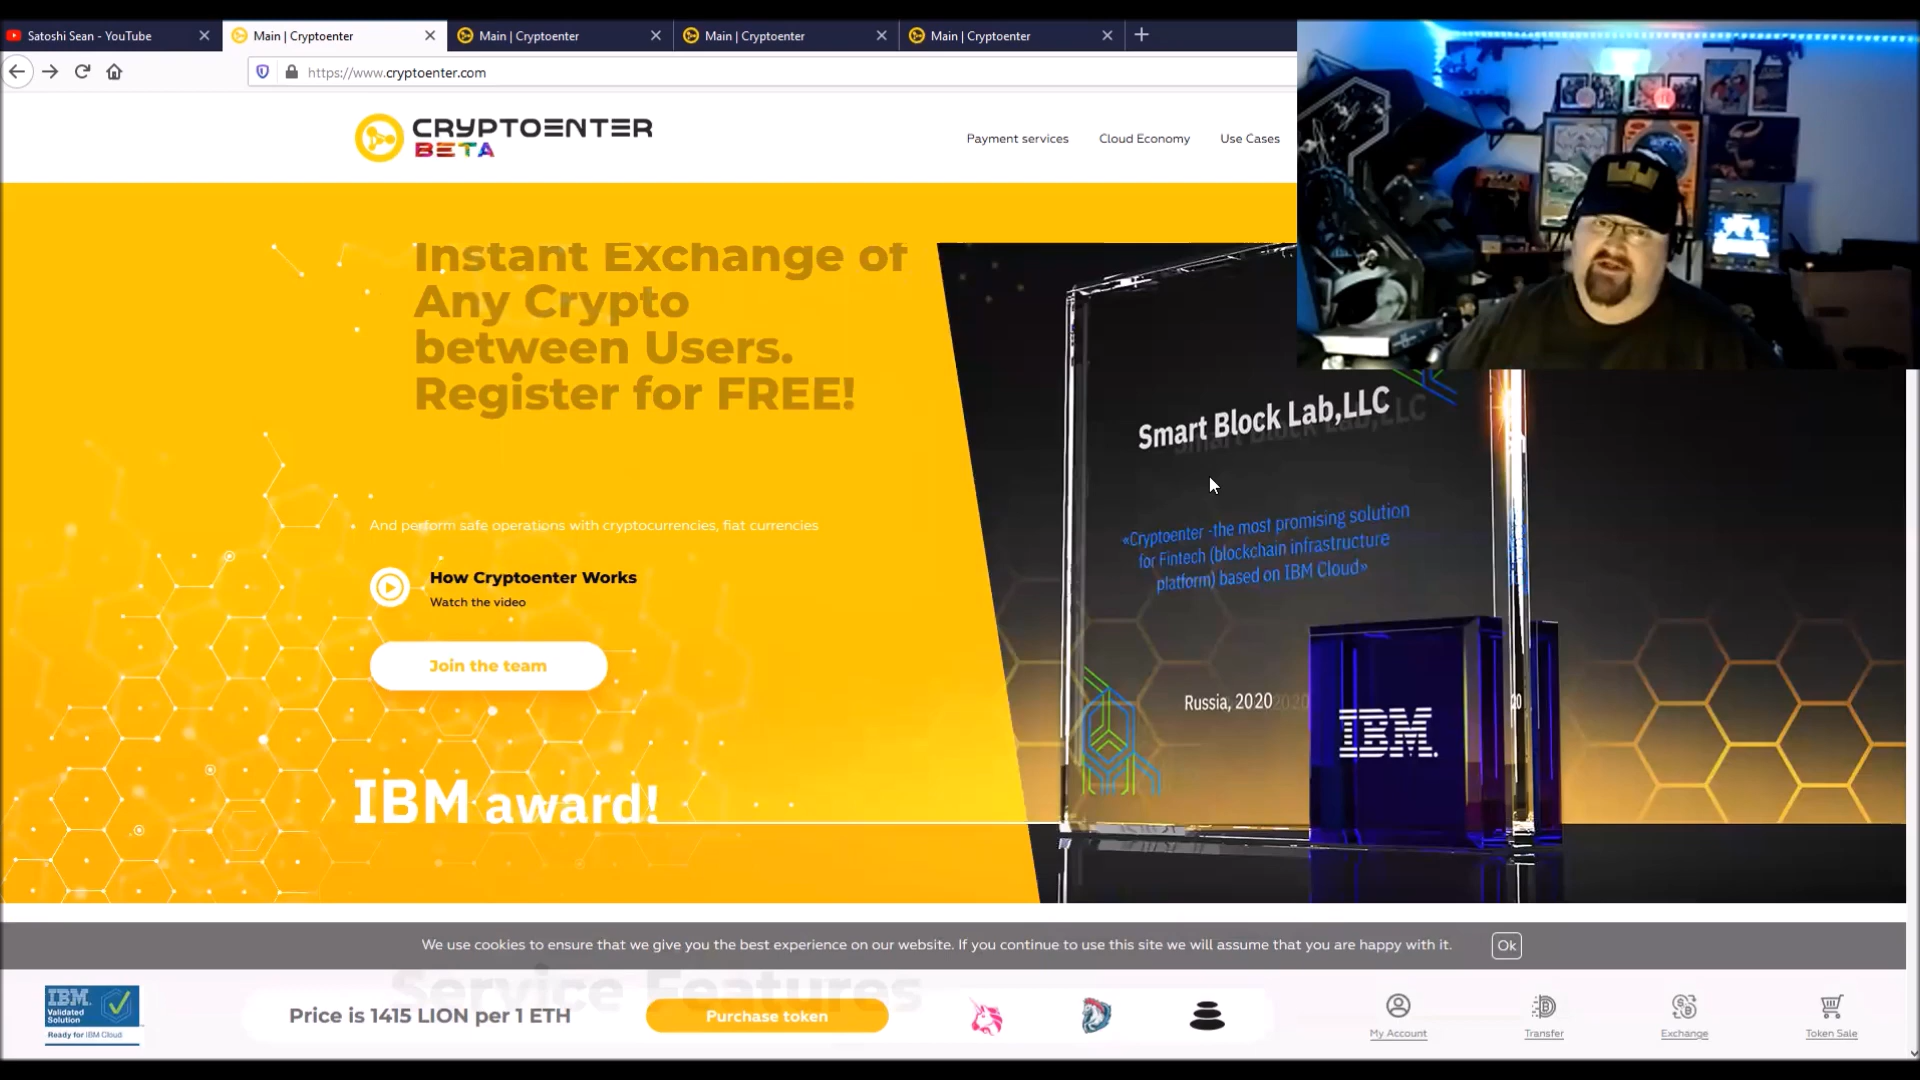 Satoshi Sean - YouTube
Main | Cryptoenter
Main | Cryptoenter
Main | Cryptoenter
Main | Cryptoenter
https://www.cryptoenter.com
CRYPTOENTER
BETA
Payment services
Cloud Economy
Use Cases
Instant Exchange of
Any Crypto
between Users.
Register for FREE!
And perform safe operations with cryptocurrencies, fiat currencies
How Cryptoenter Works
Watch the video
Join the team
IBM award!
Smart Block Lab,LLC
«Cryptoenter -the most promising solution
for Fintech (blockchain infrastructure
platform) based on IBM Cloud»
Russia, 2020
IBM.
We use cookies to ensure that we give you the best experience on our website. If you continue to use this site we will assume that you are happy with it.
Ok
Service Features
IBM.
Validated
Solution
Ready for IBM Cloud
Price is 1415 LION per 1 ETH
Purchase token
My Account
Transfer
Exchange
Token Sale